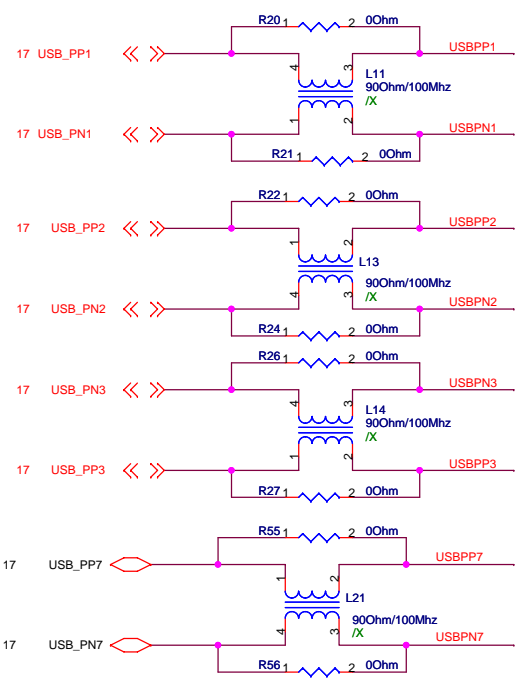 R20 1 2 0Ohm
17 USB_PP1 USBPP1
4 3
L11
90Ohm/100Mhz
/X
1 2
17 USB_PN1 USBPN1
R21 1 2 0Ohm
R22 1 2 0Ohm
17 USB_PP2 USBPP2
1 2
L13
90Ohm/100Mhz
/X
4 3
17 USB_PN2 USBPN2
R24 1 2 0Ohm
R26 1 2 0Ohm
17 USB_PN3 USBPN3
4 3
L14
90Ohm/100Mhz
/X
1 2
17 USB_PP3 USBPP3
R27 1 2 0Ohm
R55 1 2 0Ohm
17 USB_PP7 USBPP7
1 2
L21
90Ohm/100Mhz
/X
4 3
17 USB_PN7 USBPN7
R56 1 2 0Ohm